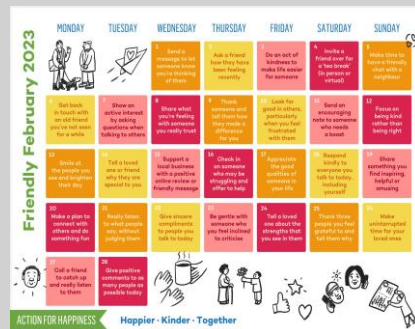 Friendly February 2023
MONDAY TUESDAY WEDNESDAY THURSDAY FRIDAY SATURDAY SUNDAY
1
Send a
message to let
someone know
you're thinking
of them
2
Ask a friend
how they have
been feeling
recently
3
Do an act of
kindness to
make life easier
for someone
4
Invite a
friend over for
a 'tea break'
(in person or
virtual)
5
Make time to
have a friendly
chat with a
neighbour
6
Get back
in touch with
an old friend
you've not seen
for a while
7
Show an
active interest
by asking
questions when
talking to others
8
Share what
you're feeling
with someone
you really trust
9
Thank
someone and
tell them how
they made a
difference for
you
10
Look for
good in others,
particularly
when you feel
frustrated with
them
11
Send an
encouraging
note to someone
who needs
a boost
12
Focus on
being kind
rather than
being right
13
Smile at
the people you
see and brighten
their day
14
Tell a loved
one or friend
why they are
special to you
15
Support a
local business
with a positive
online review or
friendly message
16
Check in
on someone
who may be
struggling and
offer to help
17
Appreciate
the good
qualities of
someone in
your life
18
Respond
kindly to
everyone you
talk to today,
including
yourself
19
Share
something you
find inspiring,
helpful or
amusing
20
Make a plan to
connect with
others and do
something fun
21
Really listen
to what people
say, without
judging them
22
Give sincere
compliments
to people you
talk to today
23
Be gentle with
someone who
you feel inclined
to criticise
24
Tell a loved
one about the
strengths that
you see in them
25
Thank three
people you feel
grateful to and
tell them why
26
Make
uninterrupted
time for your
loved ones
27
Call a friend
to catch up
and really listen
to them
28
Give positive
comments to as
many people as
possible today
ACTION FOR HAPPINESS
Happier · Kinder · Together